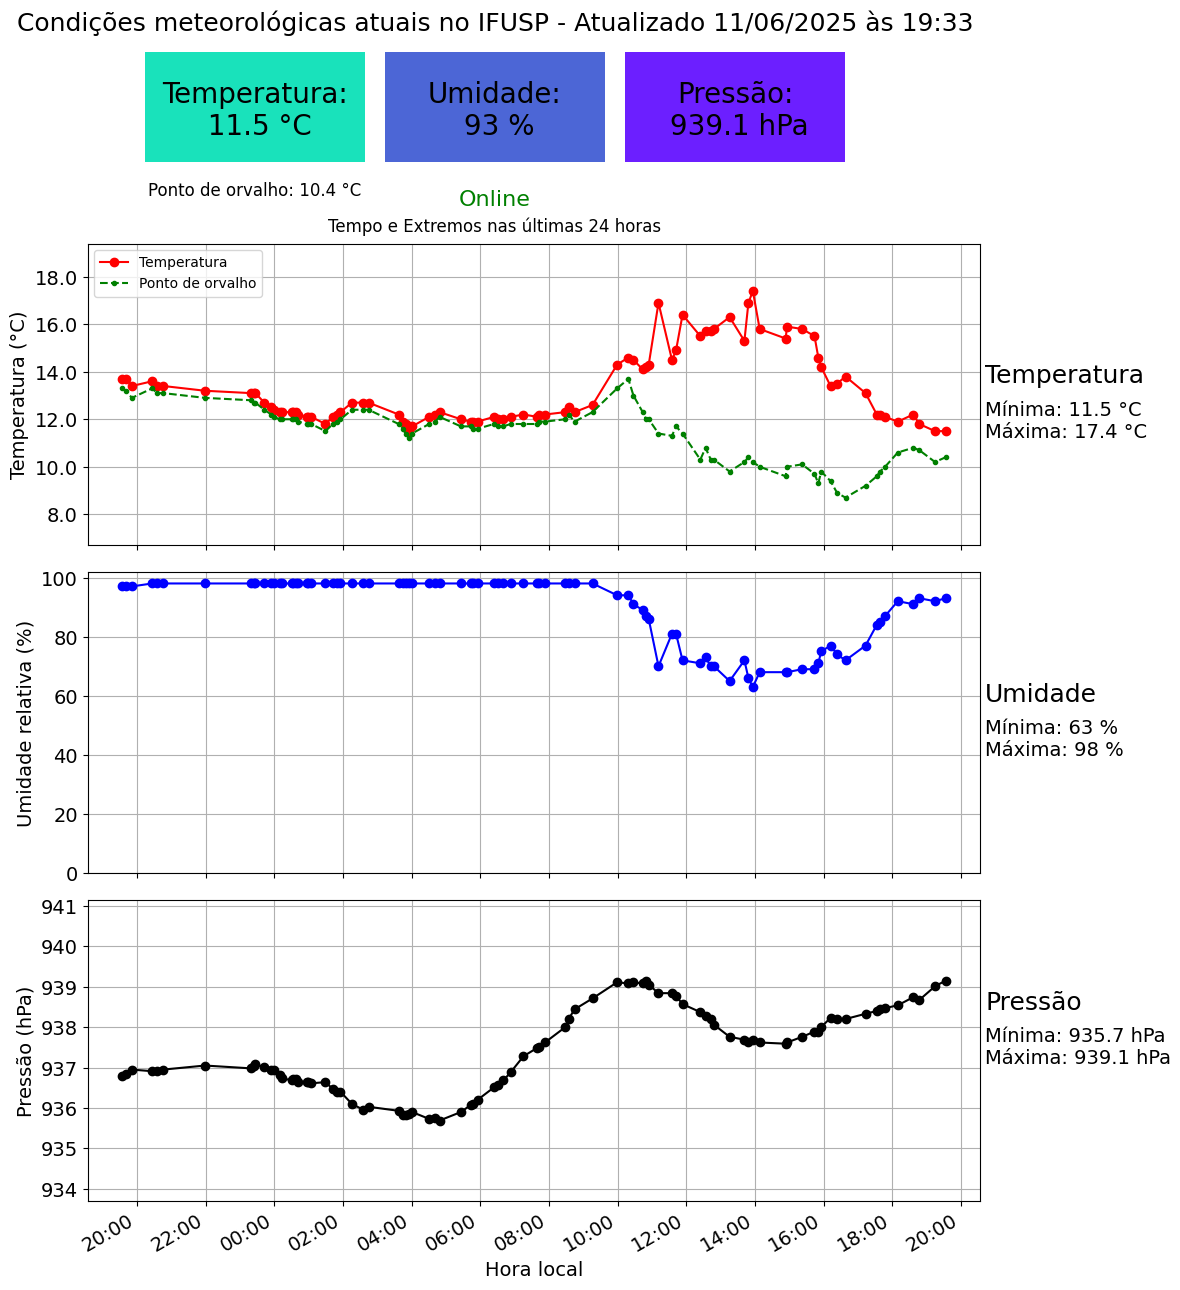 Condições meteorológicas atuais no IFUSP - Atualizado 11/06/2025 às 19:33
Temperatura:
11.5 °C
Umidade:
93 %
Pressão:
939.1 hPa
Ponto de orvalho: 10.4 °C
Online
Tempo e Extremos nas últimas 24 horas
Temperatura
Ponto de orvalho
Temperatura (°C)
18.0
16.0
14.0
12.0
10.0
8.0
Temperatura
Mínima: 11.5 °C
Máxima: 17.4 °C
Umidade relativa (%)
100
80
60
40
20
0
Umidade
Mínima: 63 %
Máxima: 98 %
Pressão (hPa)
941
940
939
938
937
936
935
934
Pressão
Mínima: 935.7 hPa
Máxima: 939.1 hPa
20:00 22:00 00:00 02:00 04:00 06:00 08:00 10:00 12:00 14:00 16:00 18:00 20:00
Hora local